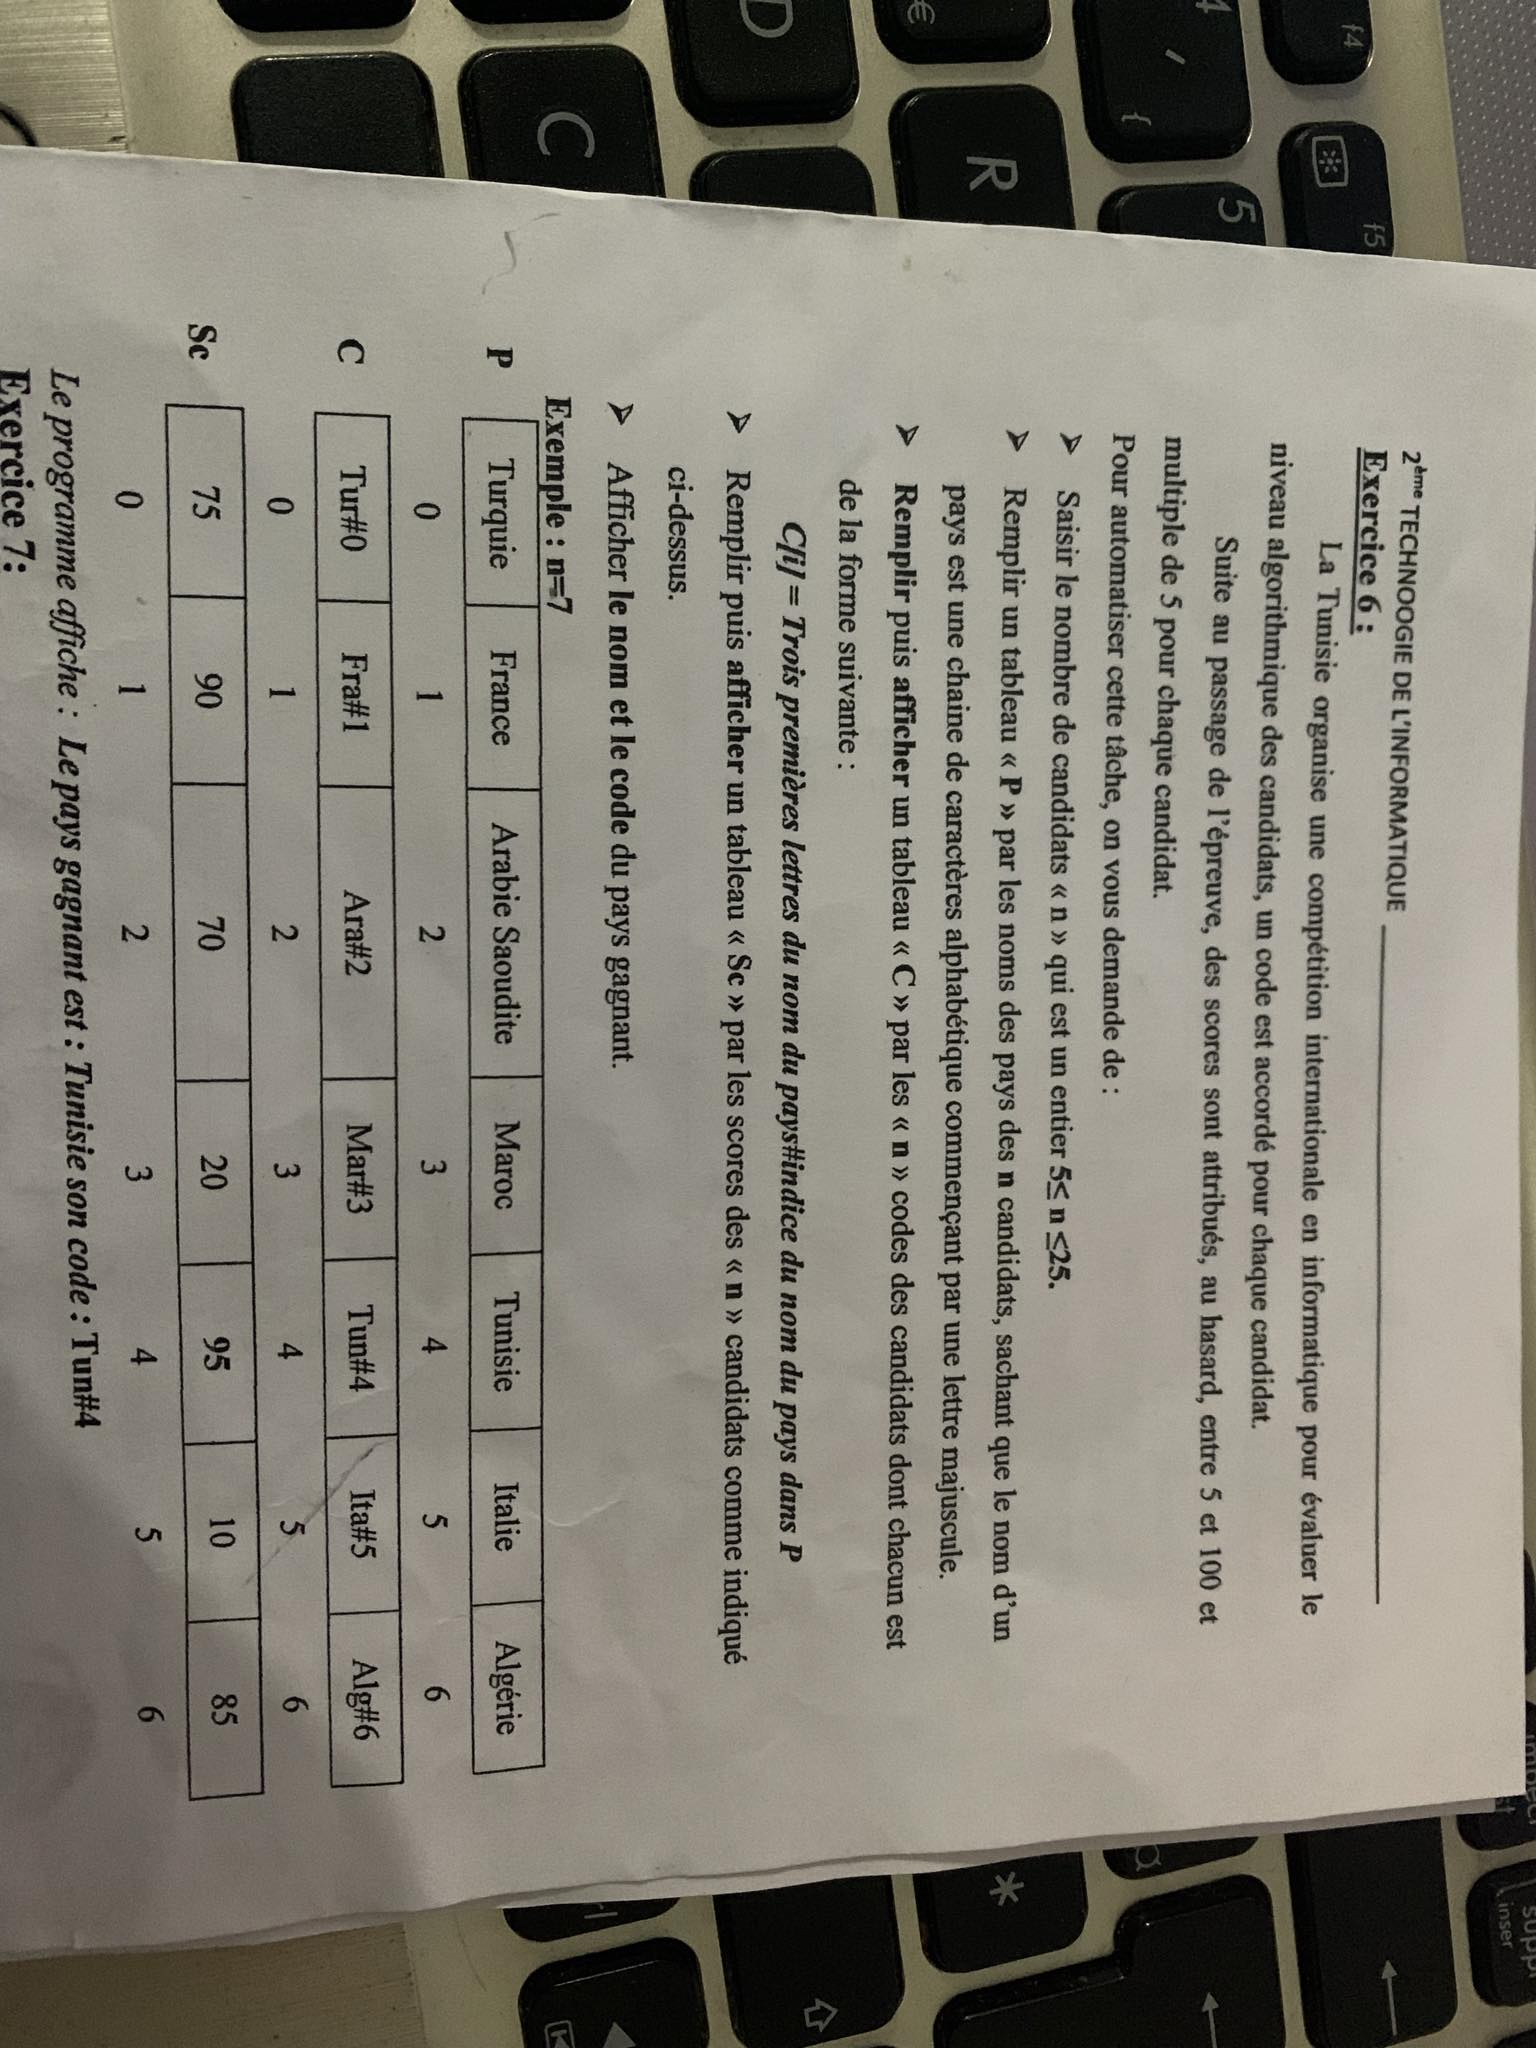 2ème TECHNOOGIE DE L'INFORMATIQUE
Exercice 6 :
La Tunisie organise une compétition internationale en informatique pour évaluer le
niveau algorithmique des candidats, un code est accordé pour chaque candidat.
Suite au passage de l'épreuve, des scores sont attribués, au hasard, entre 5 et 100 et
multiple de 5 pour chaque candidat.
Pour automatiser cette tâche, on vous demande de :
➢ Saisir le nombre de candidats « n » qui est un entier 5≤ n ≤25.
➢ Remplir un tableau « P » par les noms des pays des n candidats, sachant que le nom d'un
pays est une chaine de caractères alphabétique commençant par une lettre majuscule.
➢ Remplir puis afficher un tableau « C » par les « n » codes des candidats dont chacun est
de la forme suivante :
C[i] = Trois premières lettres du nom du pays#indice du nom du pays dans P
➢ Remplir puis afficher un tableau « Sc » par les scores des « n » candidats comme indiqué
ci-dessus.
➢ Afficher le nom et le code du pays gagnant.
Exemple : n=7
P Turquie France Arabie Saoudite Maroc Tunisie Italie Algérie
0 1 2 3 4 5 6
C Tur#0 Fra#1 Ara#2 Mar#3 Tun#4 Ita#5 Alg#6
0 1 2 3 4 5 6
Sc 75 90 70 20 95 10 85
0 1 2 3 4 5 6
Le programme affiche : Le pays gagnant est : Tunisie son code : Tun#4
Exercice 7:
f4
f5
4
'
{
5
R
€
D
C
suppr
inser
*